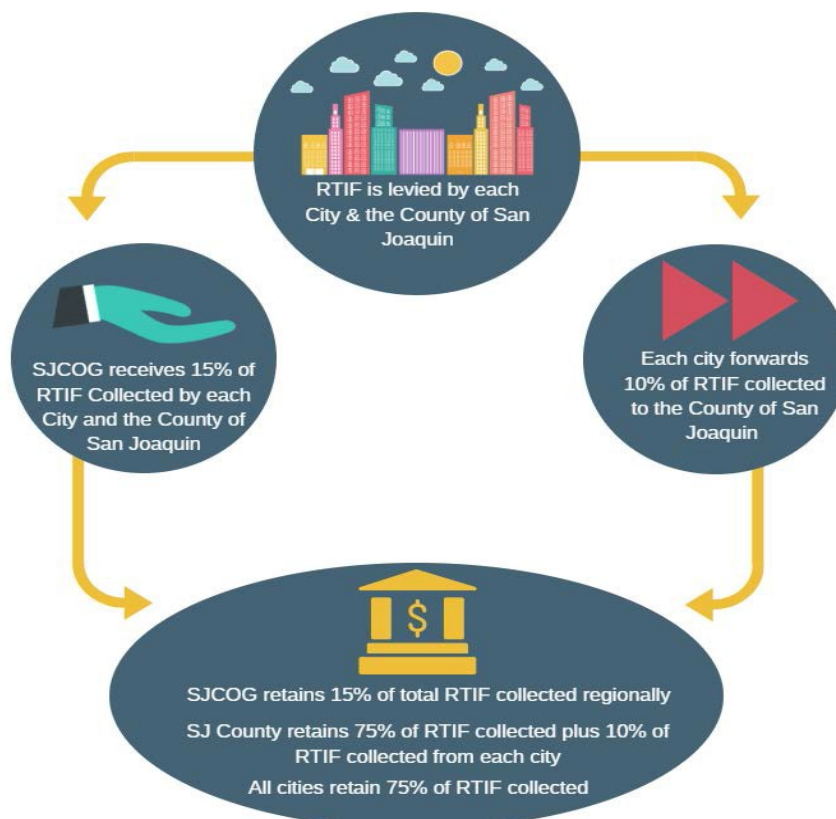 RTIF is levied by each
City & the County of San
Joaquin
SJCOG receives 15% of
RTIF Collected by each
City and the County of
San Joaquin
Each city forwards
10% of RTIF collected
to the County of San
Joaquin
$
SJCOG retains 15% of total RTIF collected regionally
SJ County retains 75% of RTIF collected plus 10% of
RTIF collected from each city
All cities retain 75% of RTIF collected